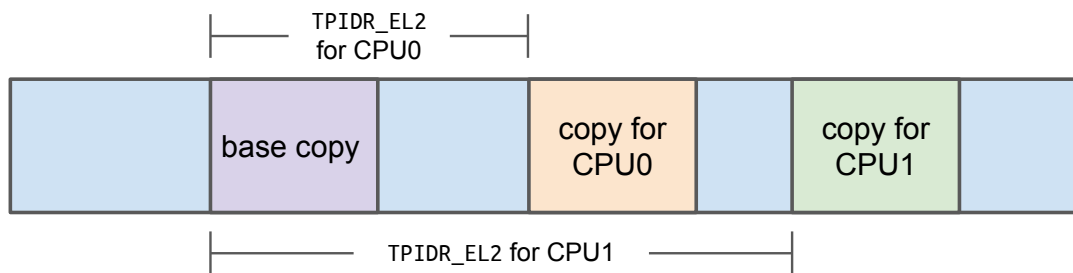 TPIDR_EL2
for CPU0
base copy
copy for
CPU0
copy for
CPU1
TPIDR_EL2 for CPU1